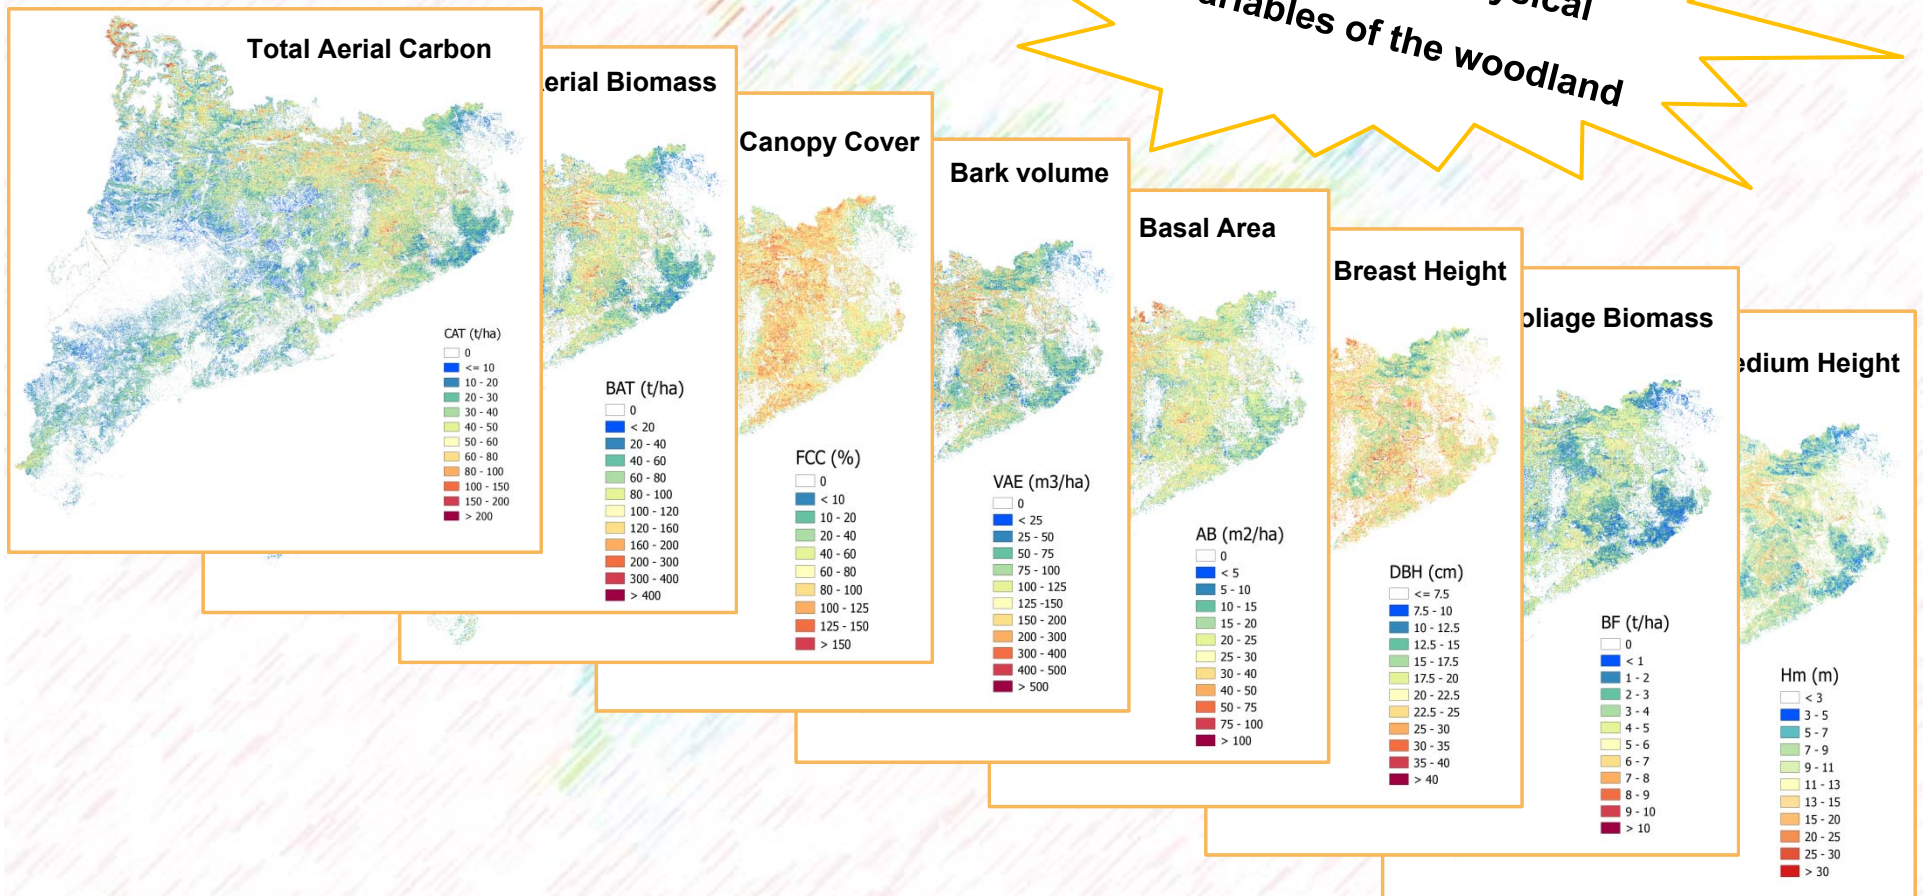 Total Aerial Carbon
CAT (t/ha)
0
<= 10
10 - 20
20 - 30
30 - 40
40 - 50
50 - 60
60 - 80
80 - 100
100 - 150
150 - 200
> 200
erial Biomass
BAT (t/ha)
0
< 20
20 - 40
40 - 60
60 - 80
80 - 100
100 - 120
120 - 160
160 - 200
200 - 300
300 - 400
> 400
Canopy Cover
FCC (%)
0
< 10
10 - 20
20 - 40
40 - 60
60 - 80
80 - 100
100 - 125
125 - 150
> 150
Bark volume
VAE (m3/ha)
0
< 25
25 - 50
50 - 75
75 - 100
100 - 125
125 -150
150 - 200
200 - 300
300 - 400
400 - 500
> 500
Basal Area
AB (m2/ha)
0
< 5
5 - 10
10 - 15
15 - 20
20 - 25
25 - 30
30 - 40
40 - 50
50 - 75
75 - 100
> 100
Breast Height
DBH (cm)
<= 7.5
7.5 - 10
10 - 12.5
12.5 - 15
15 - 17.5
17.5 - 20
20 - 22.5
22.5 - 25
25 - 30
30 - 35
35 - 40
> 40
oliage Biomass
BF (t/ha)
0
< 1
1 - 2
2 - 3
3 - 4
4 - 5
5 - 6
6 - 7
7 - 8
8 - 9
9 - 10
> 10
edium Height
Hm (m)
< 3
3 - 5
5 - 7
7 - 9
9 - 11
11 - 13
13 - 15
15 - 20
20 - 25
25 - 30
> 30
ysical
riables of the woodland